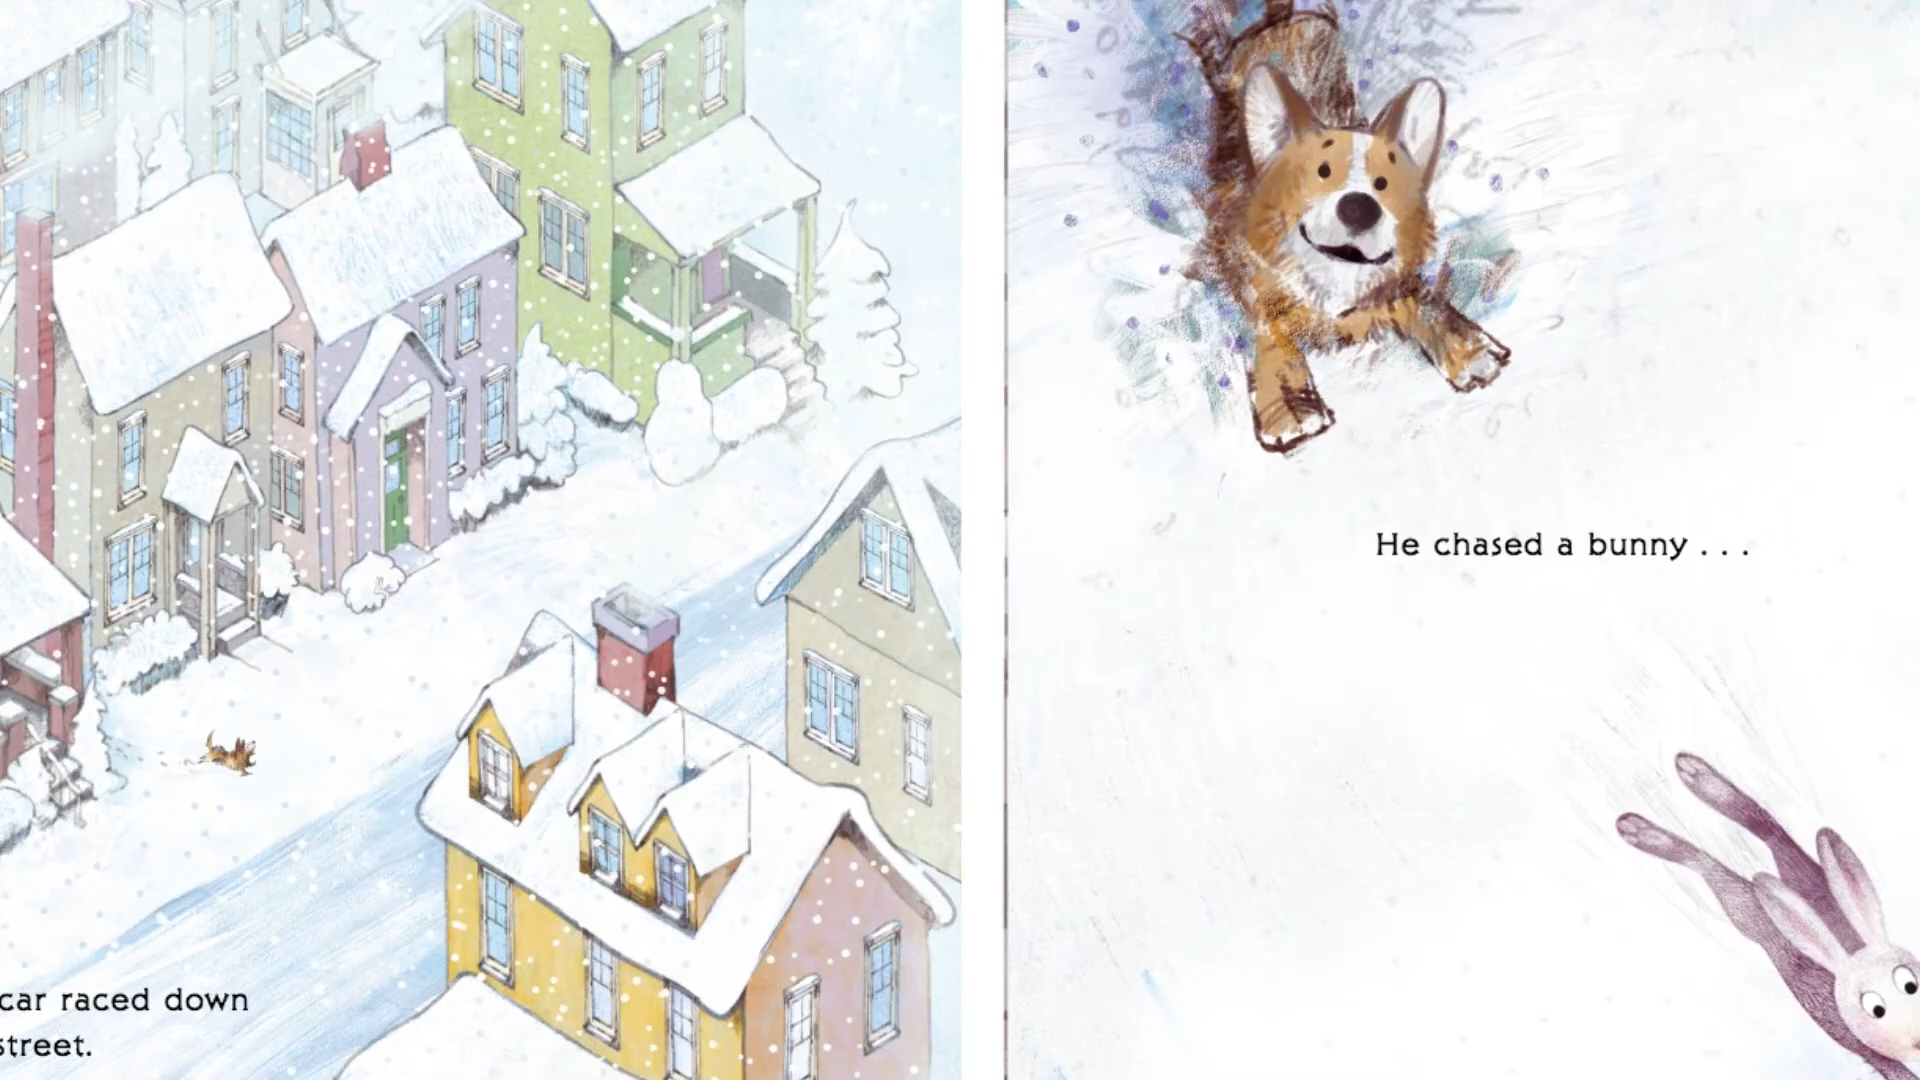 car raced down
street.
He chased a bunny . . .